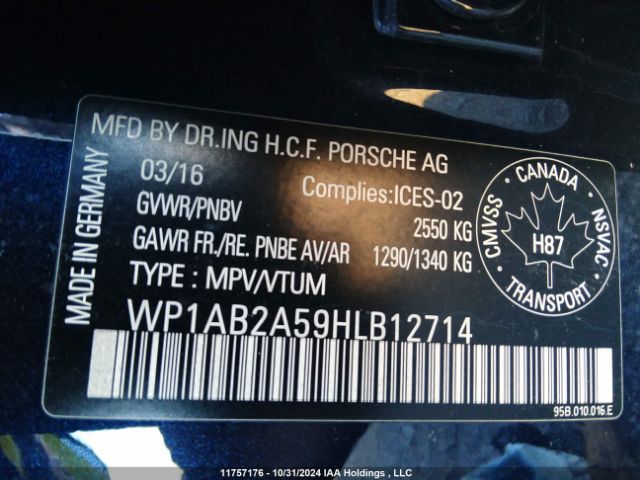 MFD BY DR.ING H.C.F. PORSCHE AG
03/16 Complies:ICES-02
GVWR/PNBV 2550 KG
GAWR FR./RE. PNBE AV/AR 1290/1340 KG
TYPE : MPV/VTUM
WP1AB2A59HLB12714
MADE IN GERMANY
CANADA
CMVSS
NSVAC
H87
TRANSPORT
95B.010.016.E
11757176 - 10/31/2024 IAA Holdings , LLC